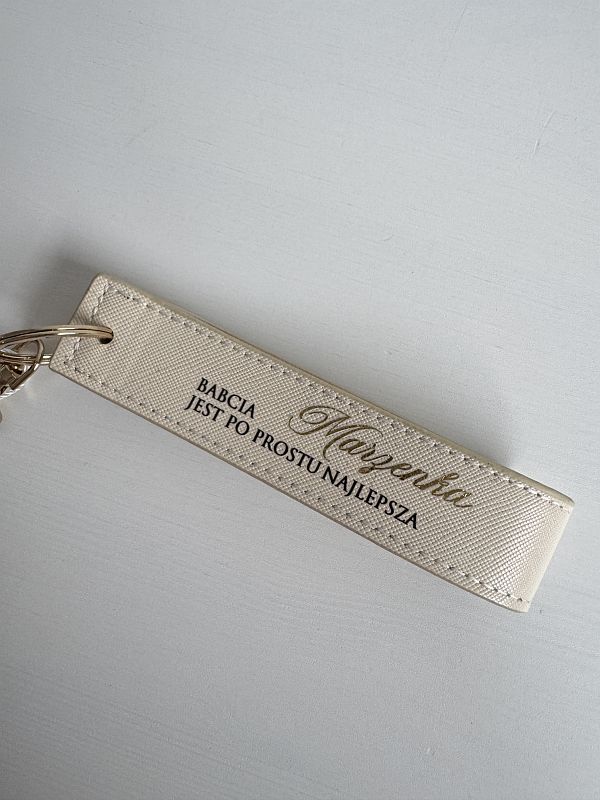 BABCIA Marzenka
JEST PO PROSTU NAJLEPSZA